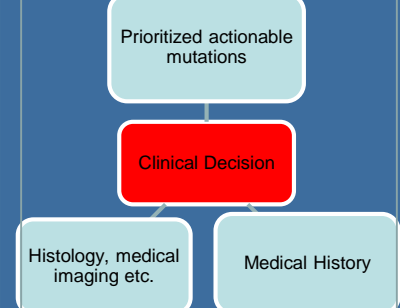 Prioritized actionable
mutations
Clinical Decision
Histology, medical
imaging etc.
Medical History